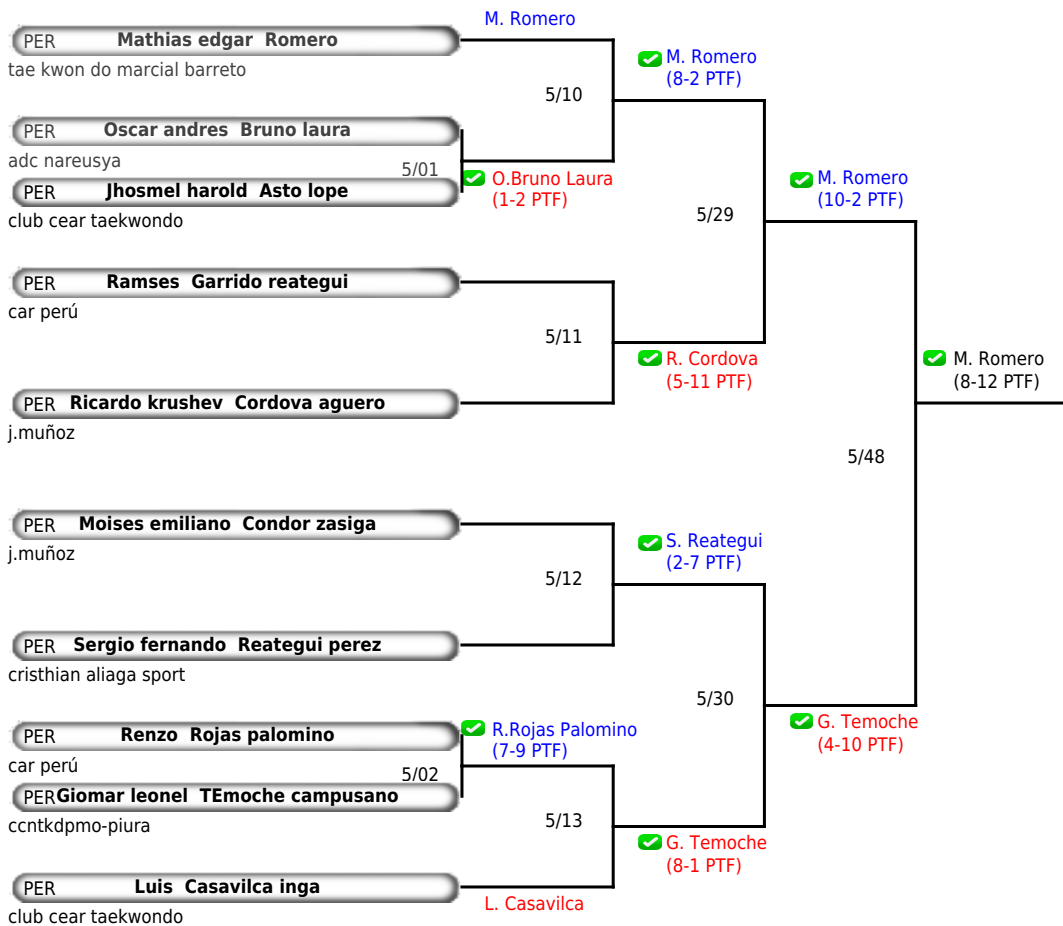 M. Romero
PER Mathias edgar Romero
tae kwon do marcial barreto
M. Romero
(8-2 PTF)
5/10
PER Oscar andres Bruno laura
adc nareusya
5/01
PER Jhosmel harold Asto lope
club cear taekwondo
O.Bruno Laura
(1-2 PTF)
M. Romero
(10-2 PTF)
5/29
PER Ramses Garrido reategui
car perú
5/11
R. Cordova
(5-11 PTF)
M. Romero
(8-12 PTF)
PER Ricardo krushev Cordova aguero
j.muñoz
5/48
PER Moises emiliano Condor zasiga
j.muñoz
S. Reategui
(2-7 PTF)
5/12
PER Sergio fernando Reategui perez
cristhian aliaga sport
5/30
G. Temoche
(4-10 PTF)
PER Renzo Rojas palomino
car perú
R.Rojas Palomino
(7-9 PTF)
5/02
PER Giomar leonel TEmoche campusano
ccntkdpmo-piura
5/13
G. Temoche
(8-1 PTF)
PER Luis Casavilca inga
club cear taekwondo
L. Casavilca